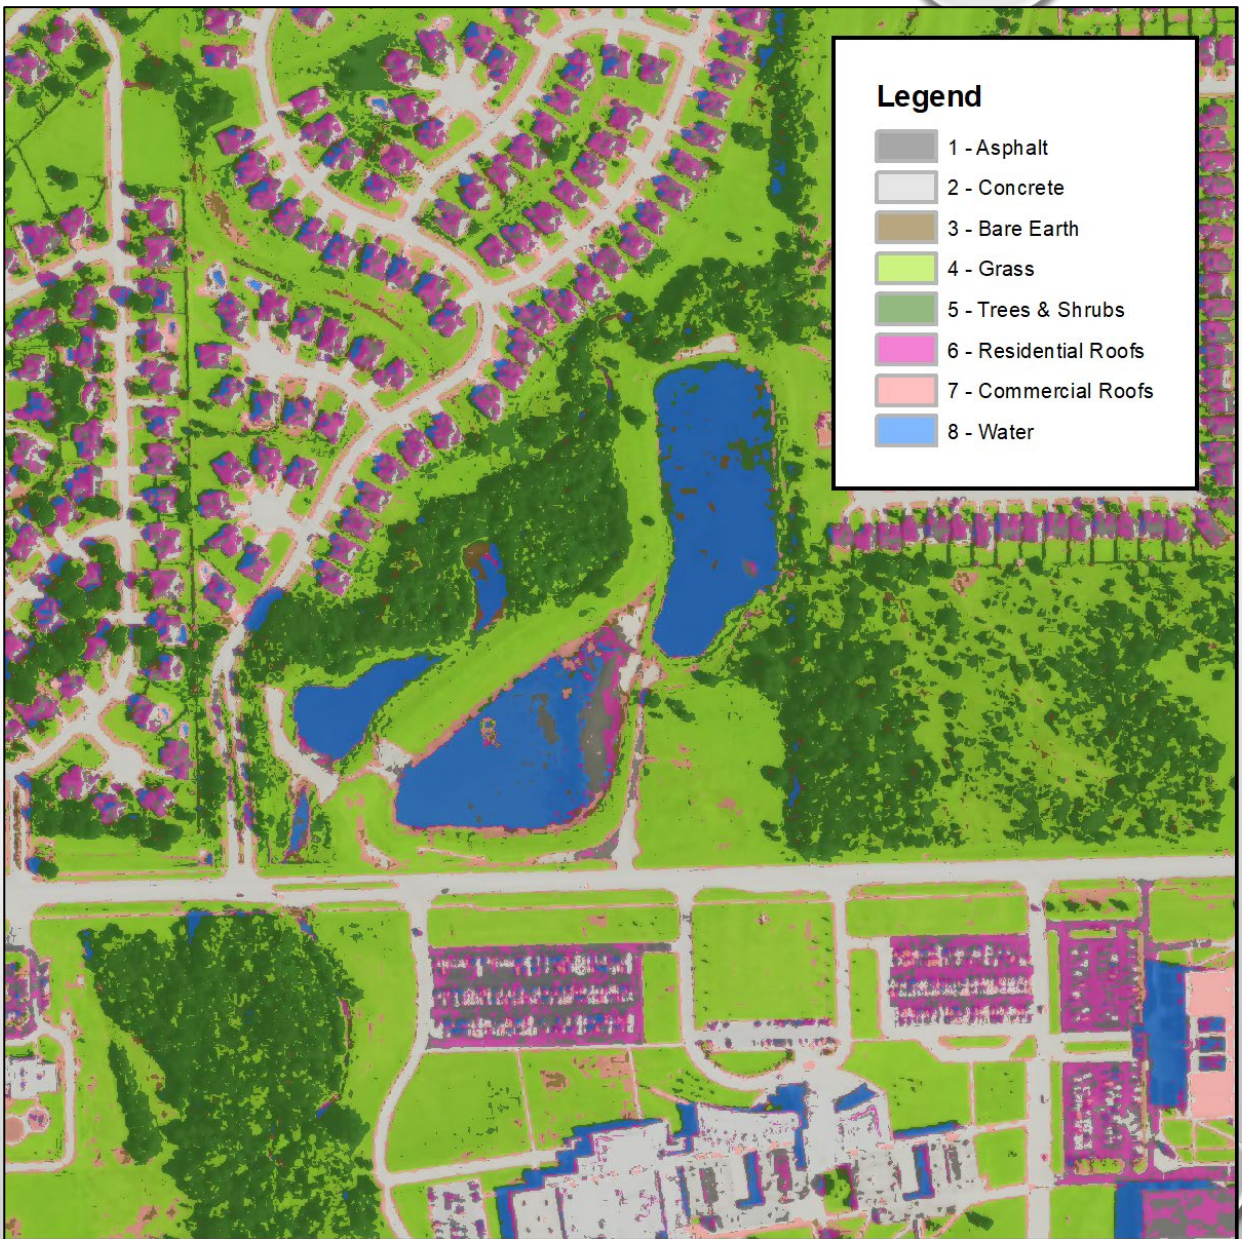 Legend
1 - Asphalt
2 - Concrete
3 - Bare Earth
4 - Grass
5 - Trees & Shrubs
6 - Residential Roofs
7 - Commercial Roofs
8 - Water